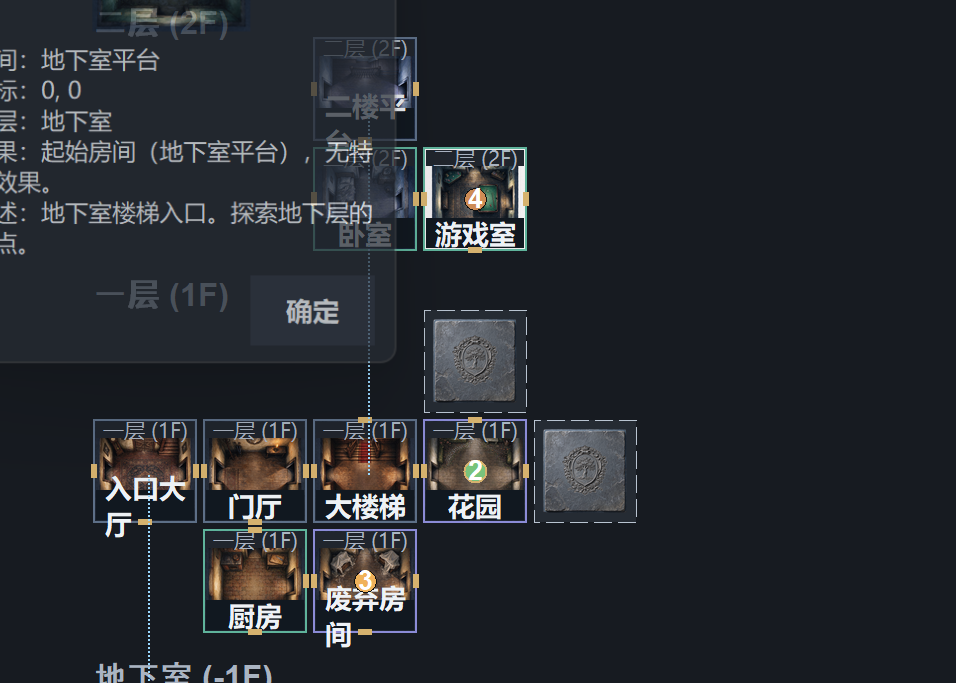 二层 (2F)
间：地下室平台
标：0, 0
层：地下室
果：起始房间（地下室平台），无特
效果。
述：地下室楼梯入口。探索地下层的
点。
确定
二层 (2F)
二楼平
台
二层 (2F)
卧室
二层 (2F)
4
游戏室
一层 (1F)
一层 (1F)
入口大
厅
一层 (1F)
门厅
一层 (1F)
大楼梯
一层 (1F)
2
花园
一层 (1F)
厨房
一层 (1F)
3
废弃房
间
地下室 (-1F)